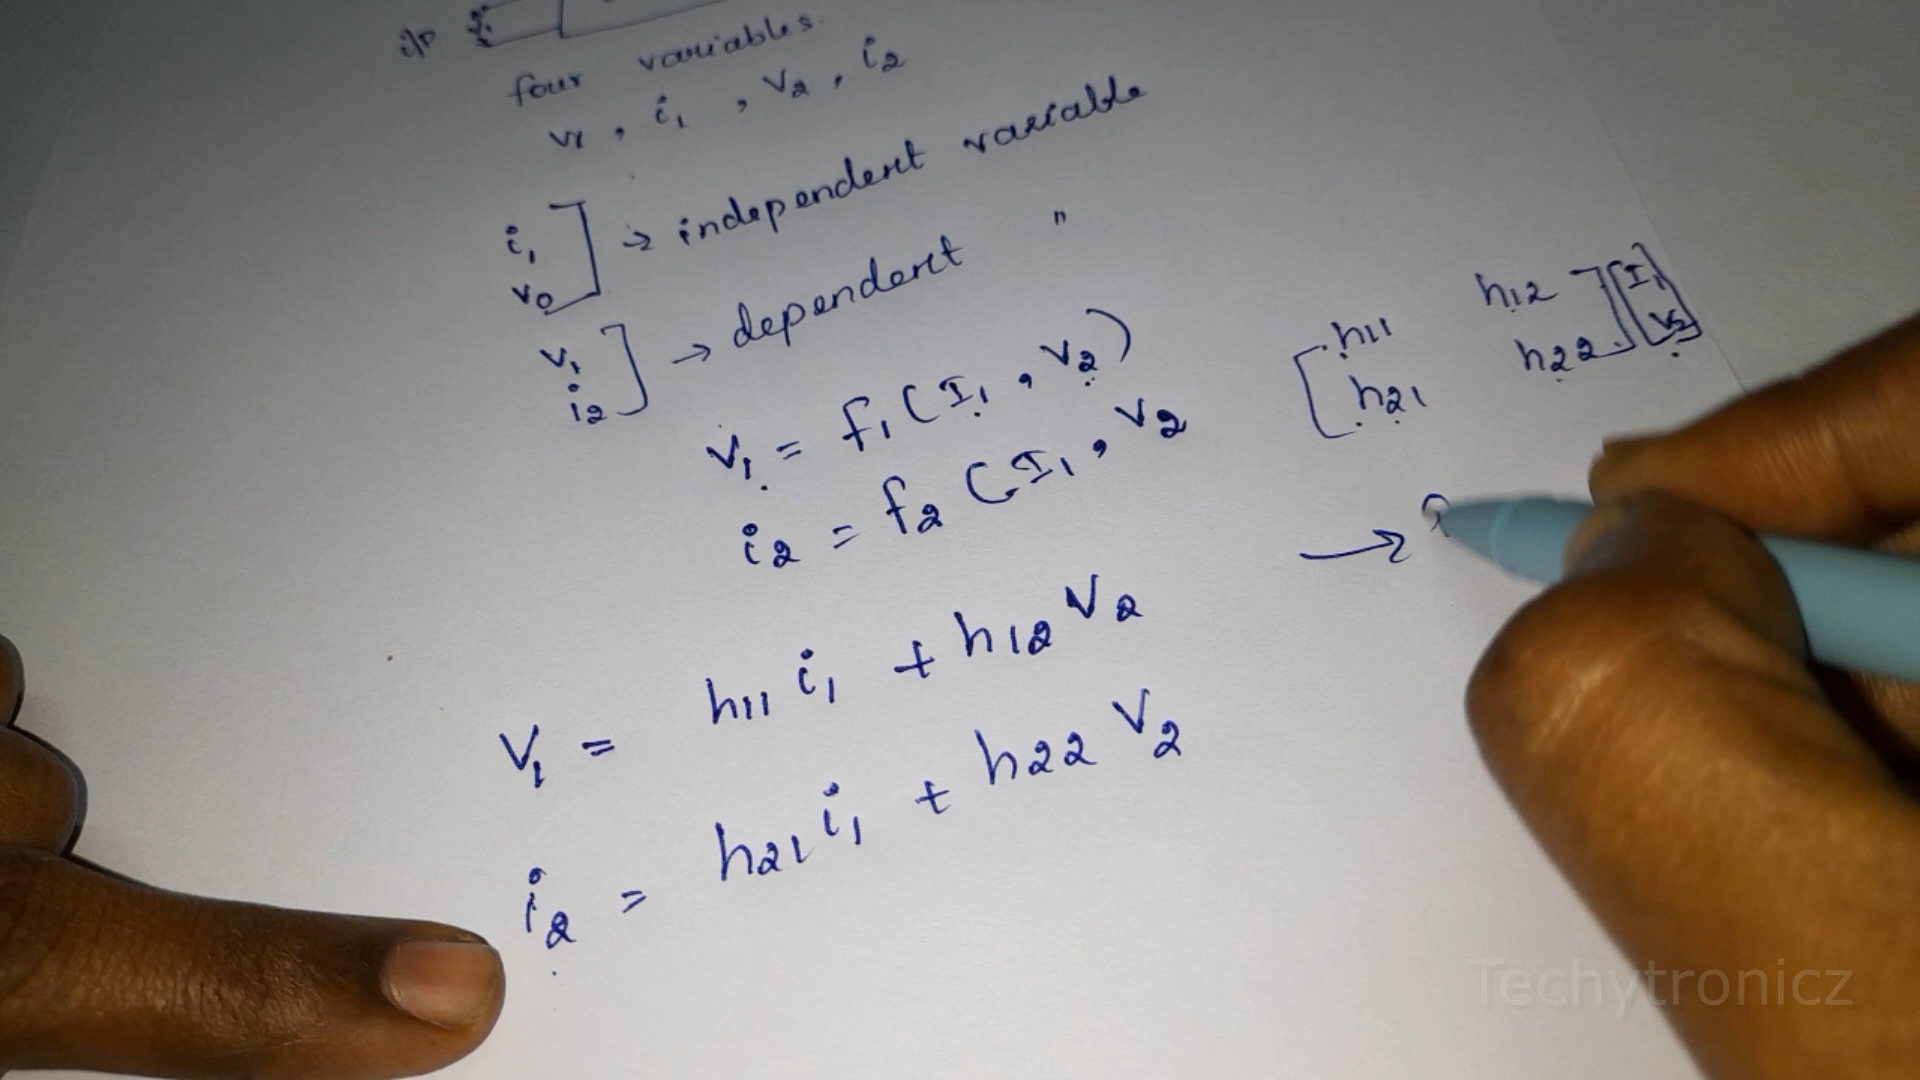 i/p
four variables.
v1, i1, v2, i2
i1
v0 ] → independent variable
v1
i2 ] → dependent "
v1 = f1 (I1, v2)
i2 = f2 (I1, v2
[ h11 h12
h21 h22 ] [ I1
v2 ]
→
V1 = h11 i1 + h12 V2
i2 = h21 i1 + h22 V2
Techytronicz